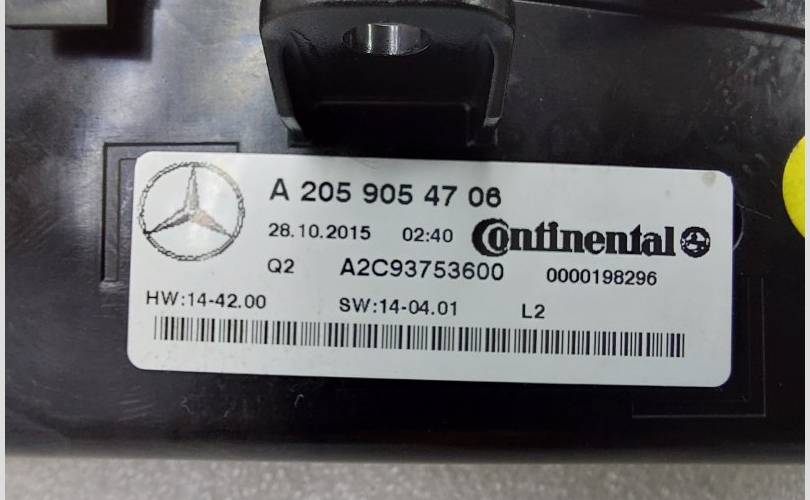 A 205 905 47 06
28.10.2015 02:40 Continental
Q2 A2C93753600 0000198296
HW:14-42.00 SW:14-04.01 L2